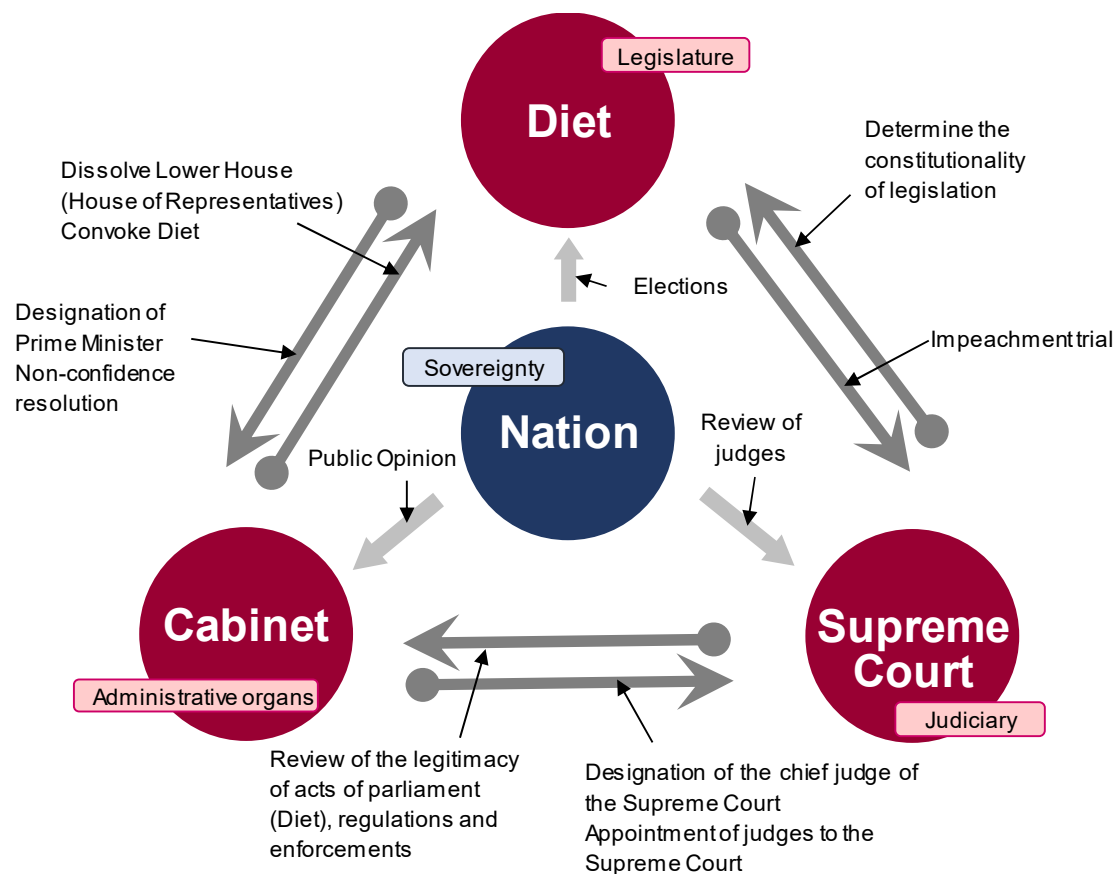 Legislature
Diet
Determine the
constitutionality
of legislation
Dissolve Lower House
(House of Representatives)
Convoke Diet
Elections
Designation of
Prime Minister
Non-confidence
resolution
Impeachment trial
Sovereignty
Nation
Review of
judges
Public Opinion
Cabinet
Administrative organs
Supreme
Court
Judiciary
Review of the legitimacy
of acts of parliament
(Diet), regulations and
enforcements
Designation of the chief judge of
the Supreme Court
Appointment of judges to the
Supreme Court